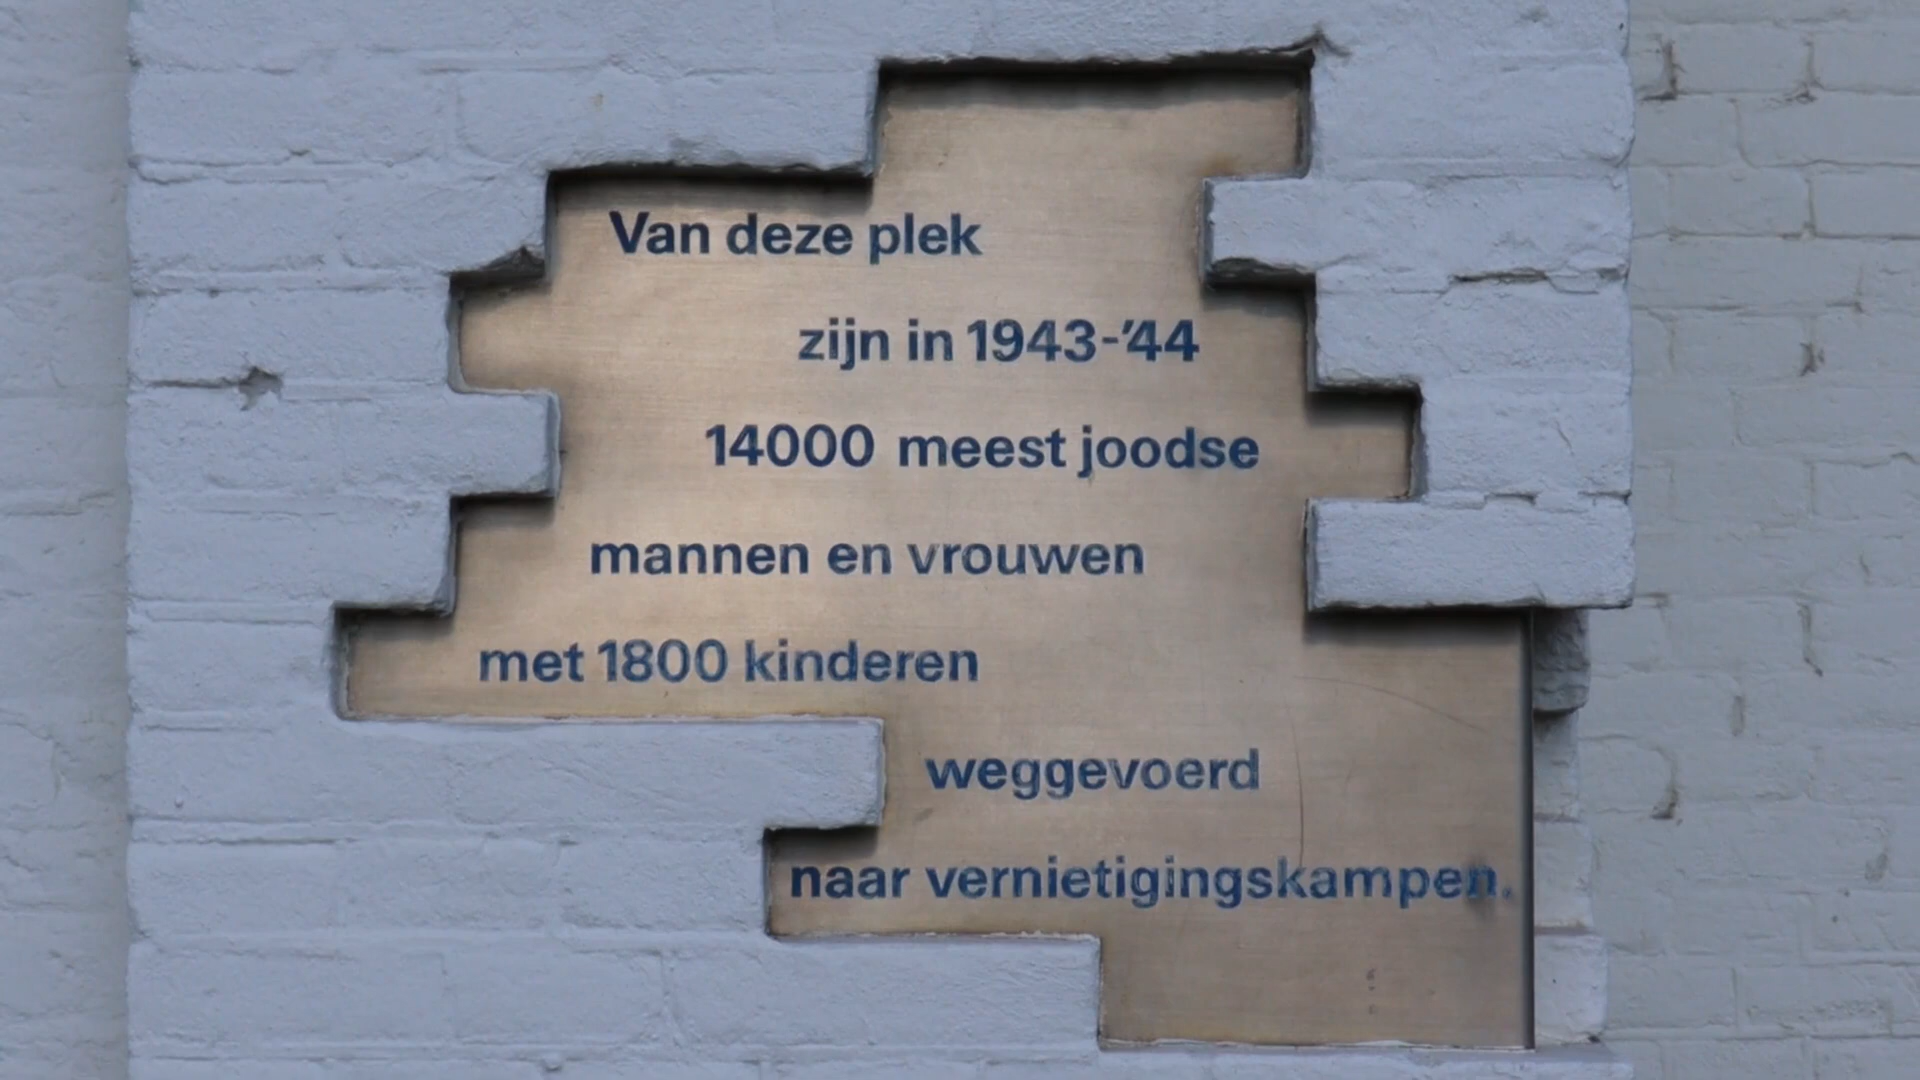 Van deze plek
zijn in 1943-'44
14000 meest joodse
mannen en vrouwen
met 1800 kinderen
weggevoerd
naar vernietigingskampen.